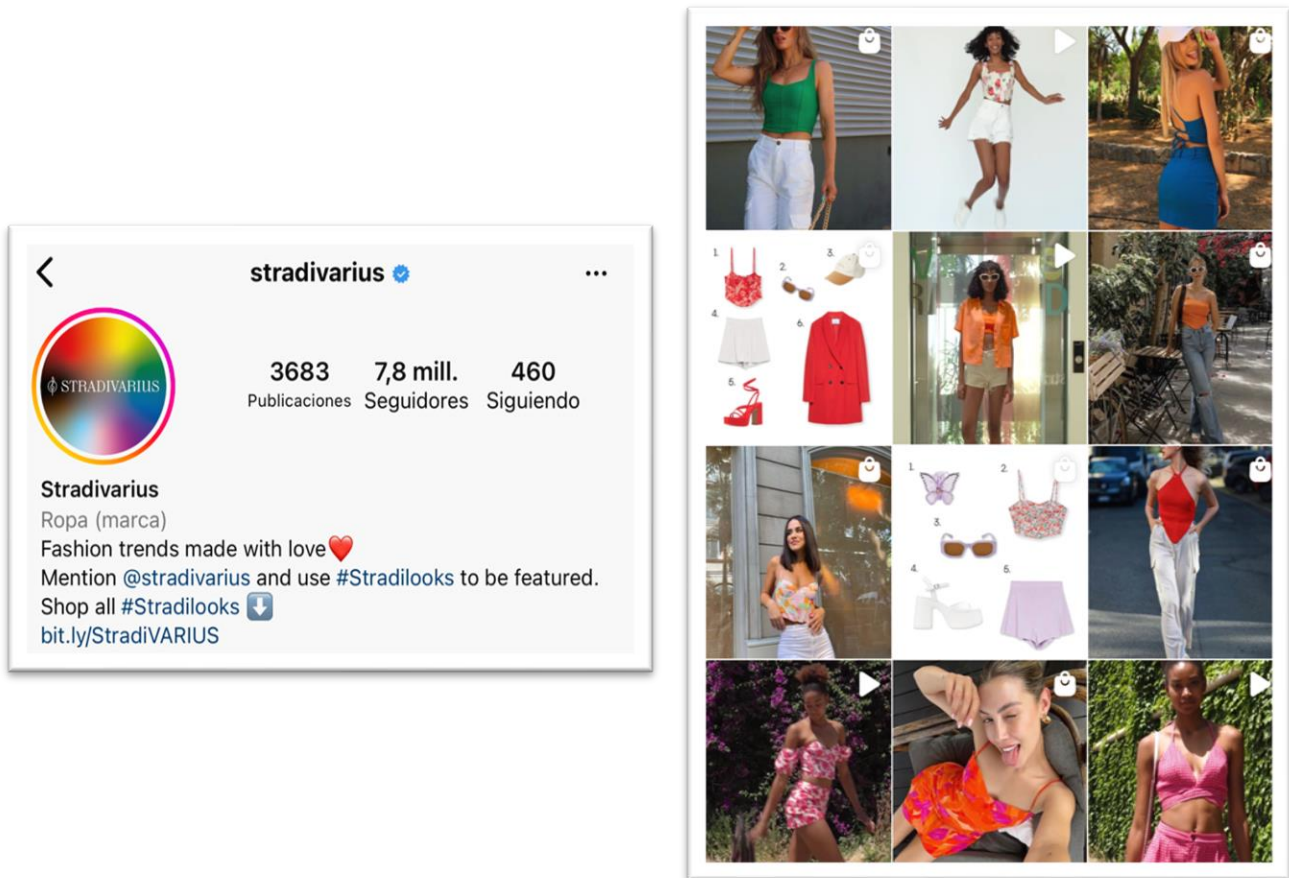 stradivarius
STRADIVARIUS
3683 7,8 mill. 460
Publicaciones Seguidores Siguiendo
Stradivarius
Ropa (marca)
Fashion trends made with love❤️
Mention @stradivarius and use #Stradilooks to be featured.
Shop all #Stradilooks ⬇️
bit.ly/StradiVARIUS
1. 2. 3.
4. 6.
5.
1. 2.
3.
4. 5.